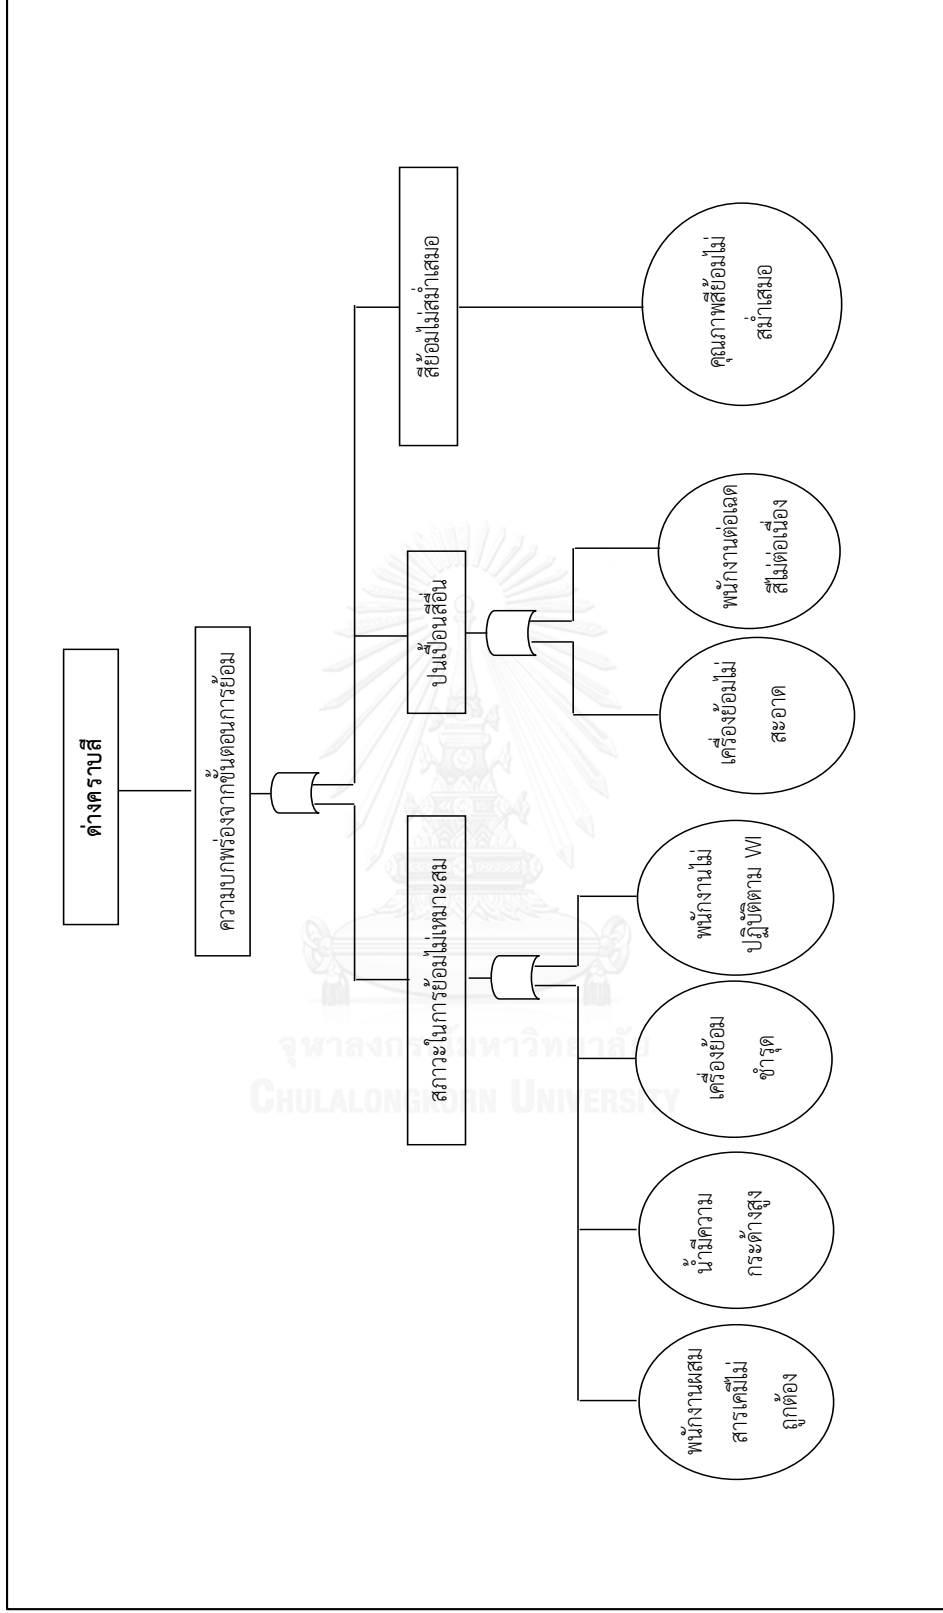 ด่างคราบสี
ความบกพร่องจากขั้นตอนการย้อม
สภาวะในการย้อมไม่เหมาะสม
ปนเปื้อนสีอื่น
สีย้อมไม่สม่ำเสมอ
พนักงานผสม
สารเคมีไม่
ถูกต้อง
น้ำมีความ
กระด้างสูง
เครื่องย้อม
ชำรุด
พนักงานไม่
ปฏิบัติตาม WI
เครื่องย้อมไม่
สะอาด
พนักงานต่อเฉด
สีไม่ต่อเนื่อง
คุณภาพสีย้อมไม่
สม่ำเสมอ
จุฬาลงกรณ์มหาวิทยาลัย
CHULALONGKORN UNIVERSITY